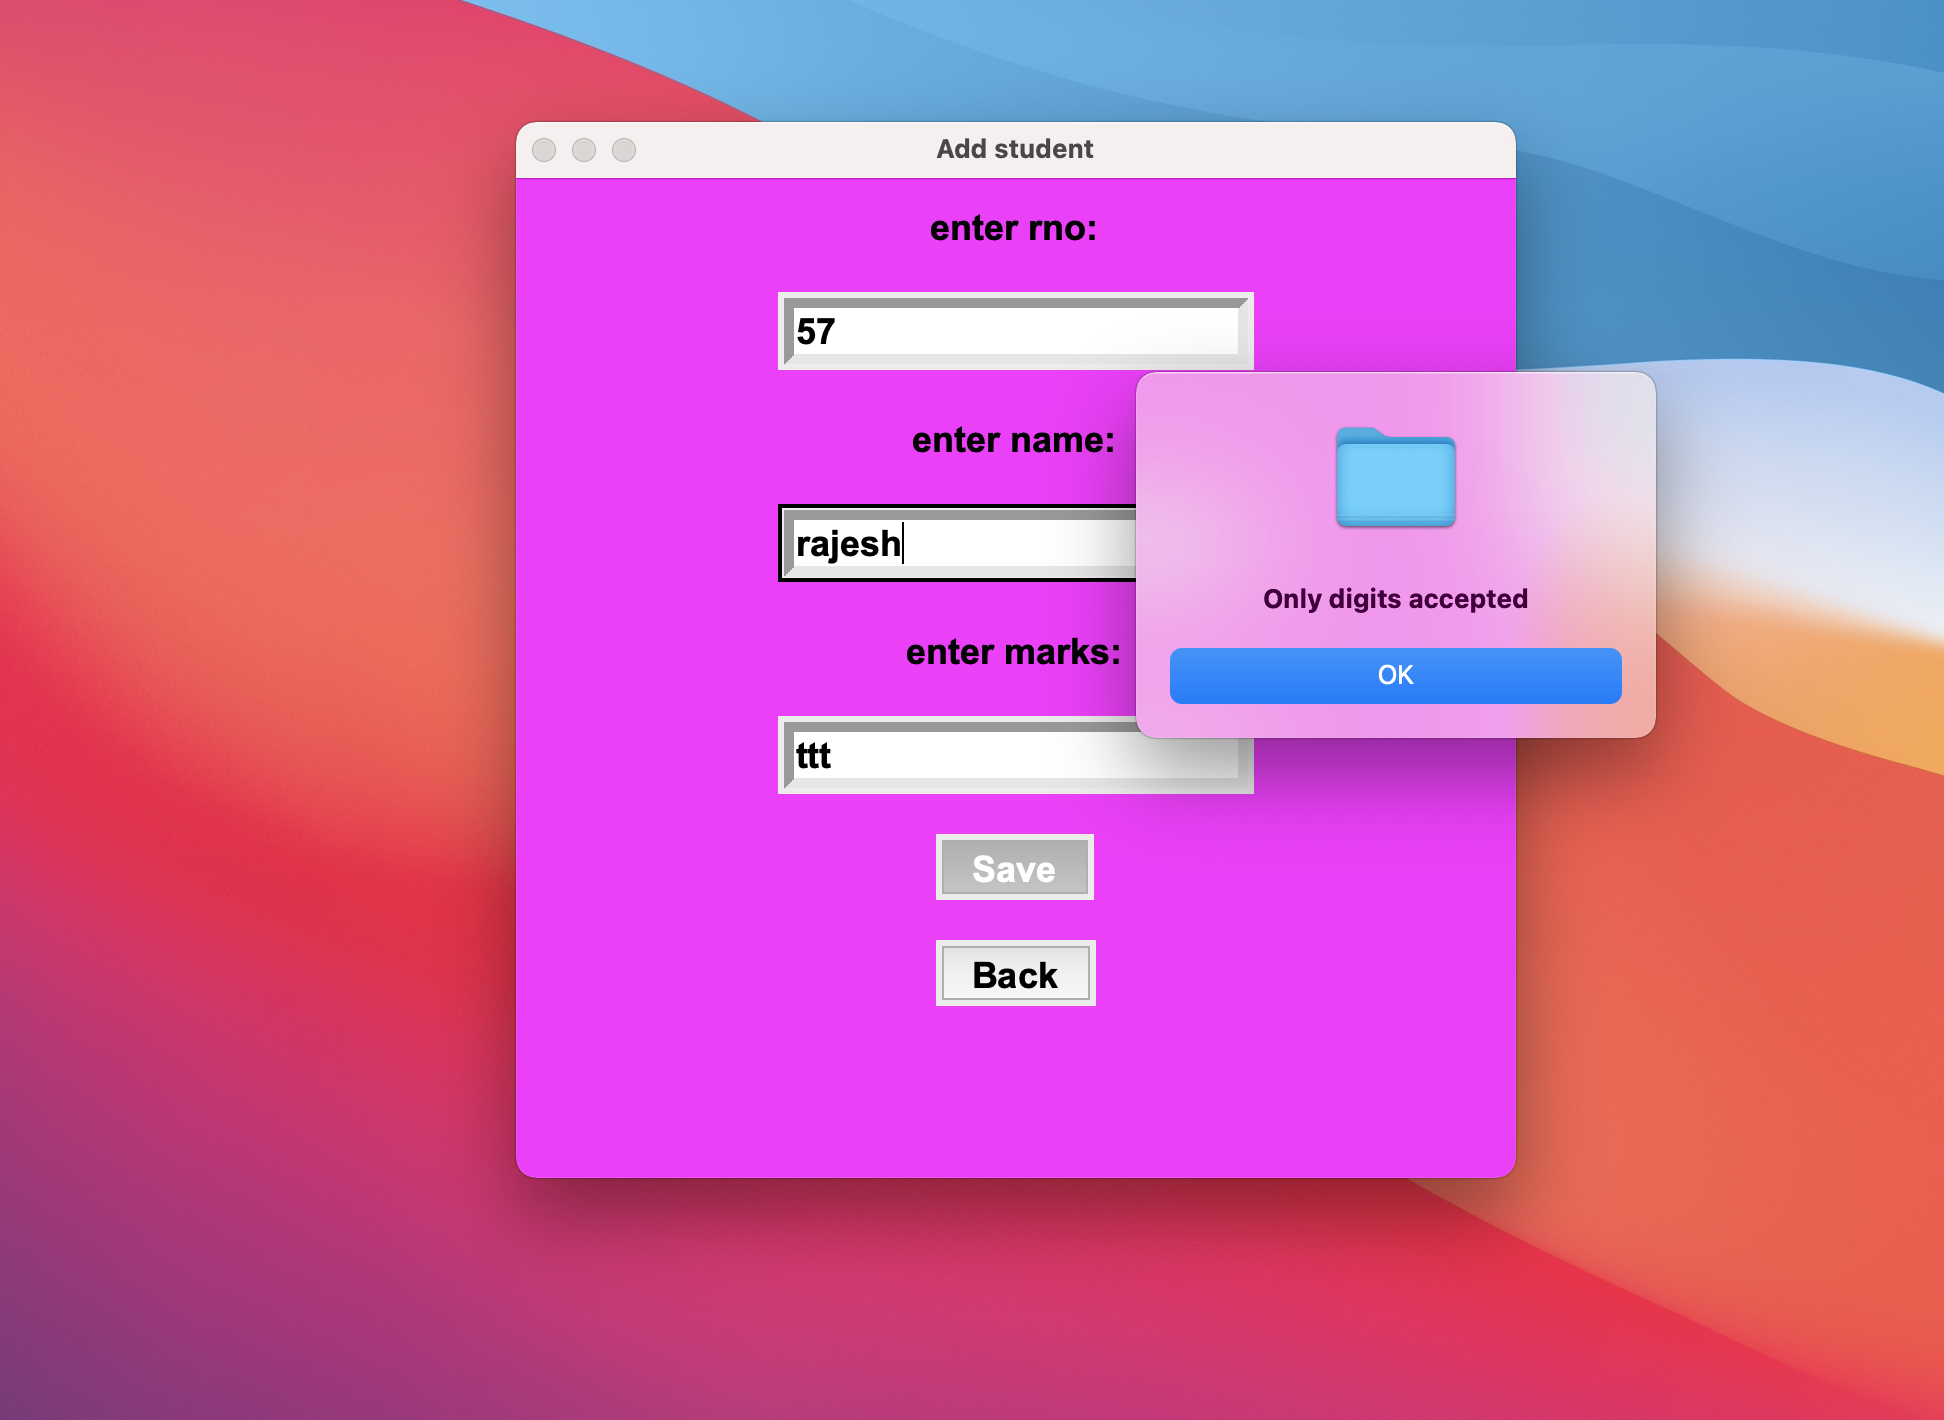 Add student
enter rno:
57
enter name:
rajesh
Only digits accepted
OK
enter marks:
ttt
Save
Back